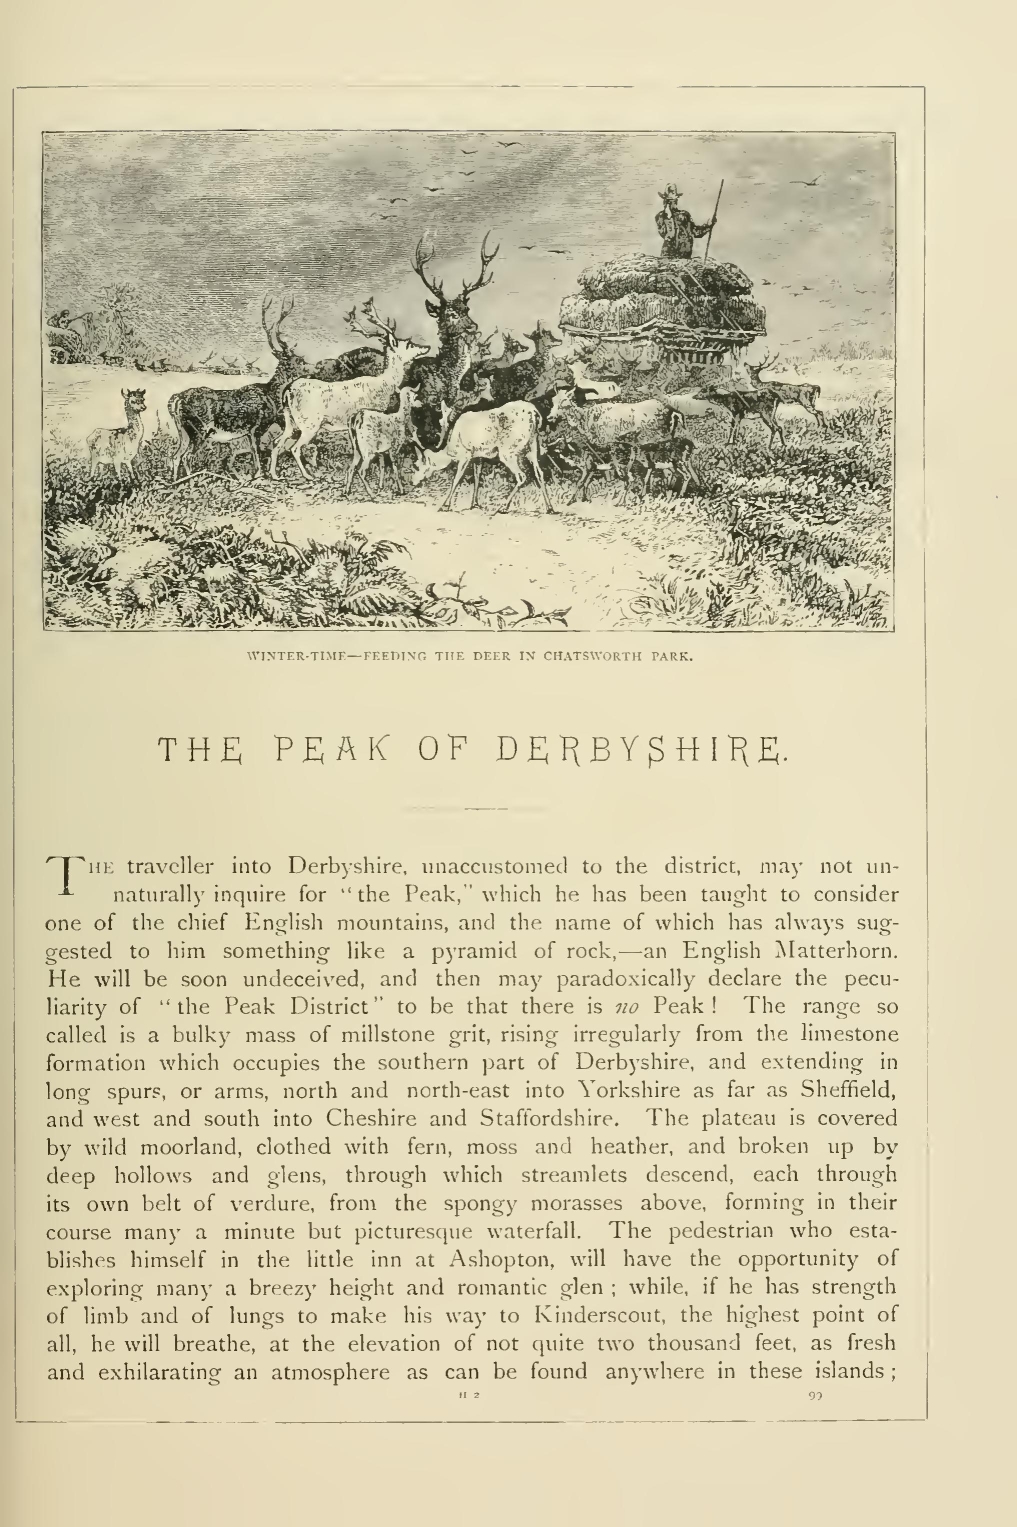 WINTER-TIME—FEEDING THE DEER IN CHATSWORTH PARK.
THE PEAK OF DERBYSHIRE.
THE traveller into Derbyshire, unaccustomed to the district, may not un-
naturally inquire for "the Peak," which he has been taught to consider
one of the chief English mountains, and the name of which has always sug-
gested to him something like a pyramid of rock,—an English Matterhorn.
He will be soon undeceived, and then may paradoxically declare the pecu-
liarity of "the Peak District" to be that there is no Peak! The range so
called is a bulky mass of millstone grit, rising irregularly from the limestone
formation which occupies the southern part of Derbyshire, and extending in
long spurs, or arms, north and north-east into Yorkshire as far as Sheffield,
and west and south into Cheshire and Staffordshire. The plateau is covered
by wild moorland, clothed with fern, moss and heather, and broken up by
deep hollows and glens, through which streamlets descend, each through
its own belt of verdure, from the spongy morasses above, forming in their
course many a minute but picturesque waterfall. The pedestrian who esta-
blishes himself in the little inn at Ashopton, will have the opportunity of
exploring many a breezy height and romantic glen; while, if he has strength
of limb and of lungs to make his way to Kinderscout, the highest point of
all, he will breathe, at the elevation of not quite two thousand feet, as fresh
and exhilarating an atmosphere as can be found anywhere in these islands;
H 2 99